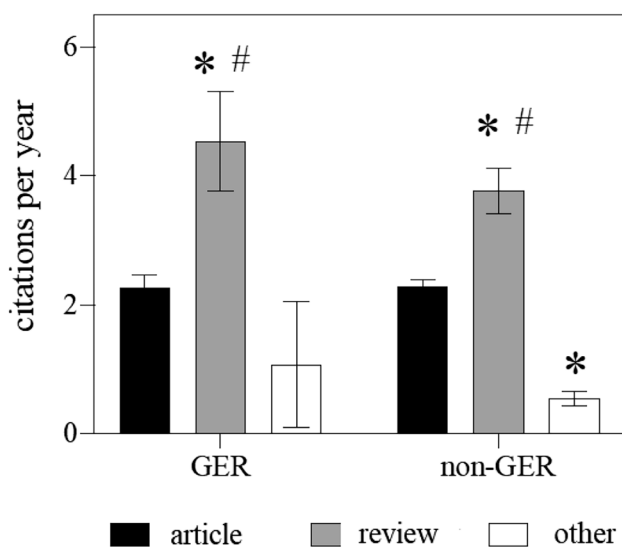 citations per year
6
4
2
0
* #
* #
*
GER non-GER
article review other